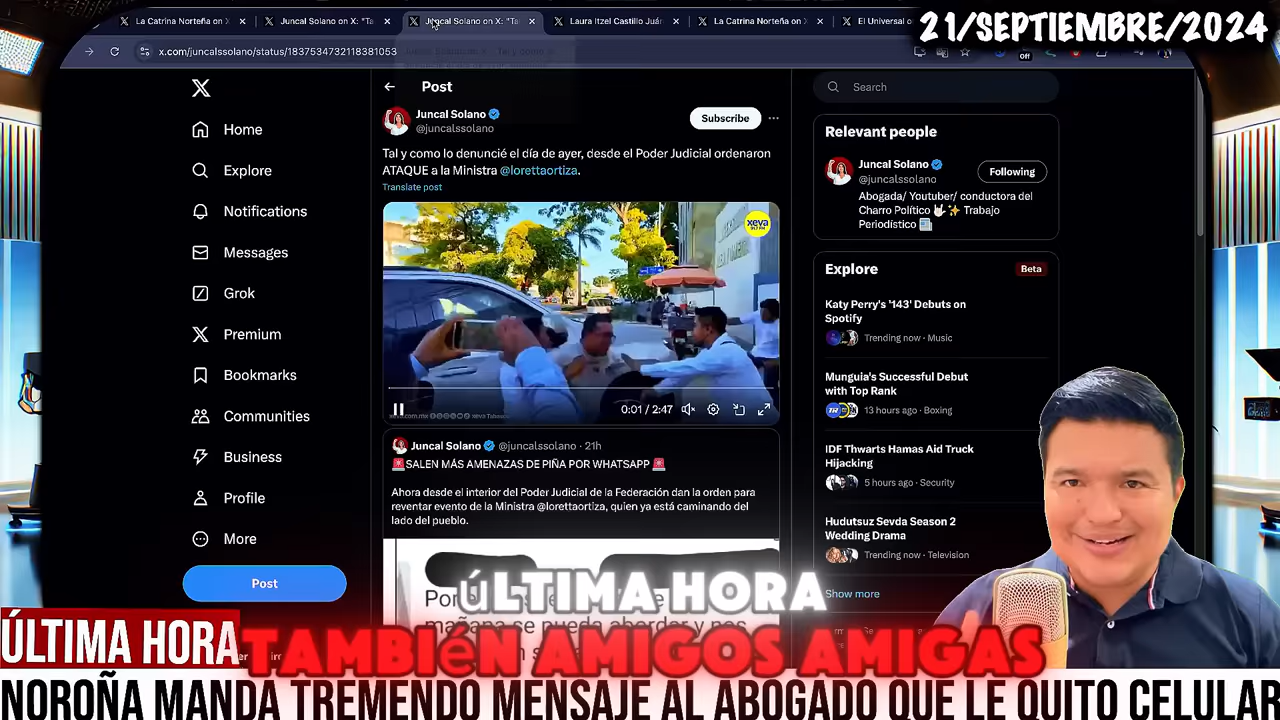 La Catrina Norteña on X
Juncal Solano on X: "Ta
Juncal Solano on X: "Ta
Laura Itzel Castillo Juár
La Catrina Norteña on X
El Universal o
21/SEPTIEMBRE/2024
x.com/juncalssolano/status/1837534732118381053
Off
Home
Explore
Notifications
Messages
Grok
Premium
Bookmarks
Communities
Business
Profile
More
Post
Post
Juncal Solano
@juncalssolano
Subscribe
Tal y como lo denuncié el día de ayer, desde el Poder Judicial ordenaron
ATAQUE a la Ministra @lorettaortiza.
Translate post
xeva
0:01 / 2:47
Juncal Solano @juncalssolano · 21h
🚨SALEN MÁS AMENAZAS DE PIÑA POR WHATSAPP 🚨
Ahora desde el interior del Poder Judicial de la Federación dan la orden para
reventar evento de la Ministra @lorettaortiza, quien ya está caminando del
lado del pueblo.
Search
Relevant people
Juncal Solano
@juncalssolano
Following
Abogada/ Youtuber/ conductora del
Charro Político 🤘✨ Trabajo
Periodístico 📰
Explore
Beta
Katy Perry's '143' Debuts on
Spotify
Trending now · Music
Munguia's Successful Debut
with Top Rank
13 hours ago · Boxing
IDF Thwarts Hamas Aid Truck
Hijacking
5 hours ago · Security
Hudutsuz Sevda Season 2
Wedding Drama
Trending now · Television
Show more
ÚLTIMA HORA
TAMBIéN AMIGOS AMIGAS
ÚLTIMA HORA
NOROÑA MANDA TREMENDO MENSAJE AL ABOGADO QUE LE QUITO CELULAR